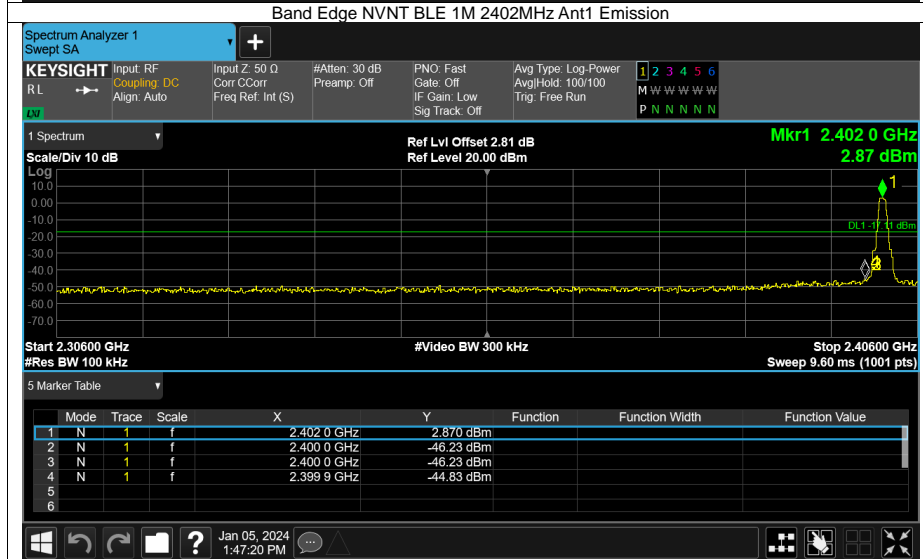 Band Edge NVNT BLE 1M 2402MHz Ant1 Emission
Spectrum Analyzer 1
Swept SA
+
KEYSIGHT
R L
LXI
Input: RF
Coupling: DC
Align: Auto
Input Z: 50 Ω
Corr CCorr
Freq Ref: Int (S)
#Atten: 30 dB
Preamp: Off
PNO: Fast
Gate: Off
IF Gain: Low
Sig Track: Off
Avg Type: Log-Power
Avg|Hold: 100/100
Trig: Free Run
1 2 3 4 5 6
M W W W W W
P N N N N N
1 Spectrum
Scale/Div 10 dB
Ref Lvl Offset 2.81 dB
Ref Level 20.00 dBm
Mkr1 2.402 0 GHz
2.87 dBm
Log
10.0
0.00
-10.0
-20.0
-30.0
-40.0
-50.0
-60.0
-70.0
1
DL1 -17.11 dBm
Start 2.30600 GHz
#Res BW 100 kHz
#Video BW 300 kHz
Stop 2.40600 GHz
Sweep 9.60 ms (1001 pts)
5 Marker Table
Mode Trace Scale X Y Function Function Width Function Value
1 N 1 f 2.402 0 GHz 2.870 dBm
2 N 1 f 2.400 0 GHz -46.23 dBm
3 N 1 f 2.400 0 GHz -46.23 dBm
4 N 1 f 2.399 9 GHz -44.83 dBm
5
6
?
Jan 05, 2024
1:47:20 PM